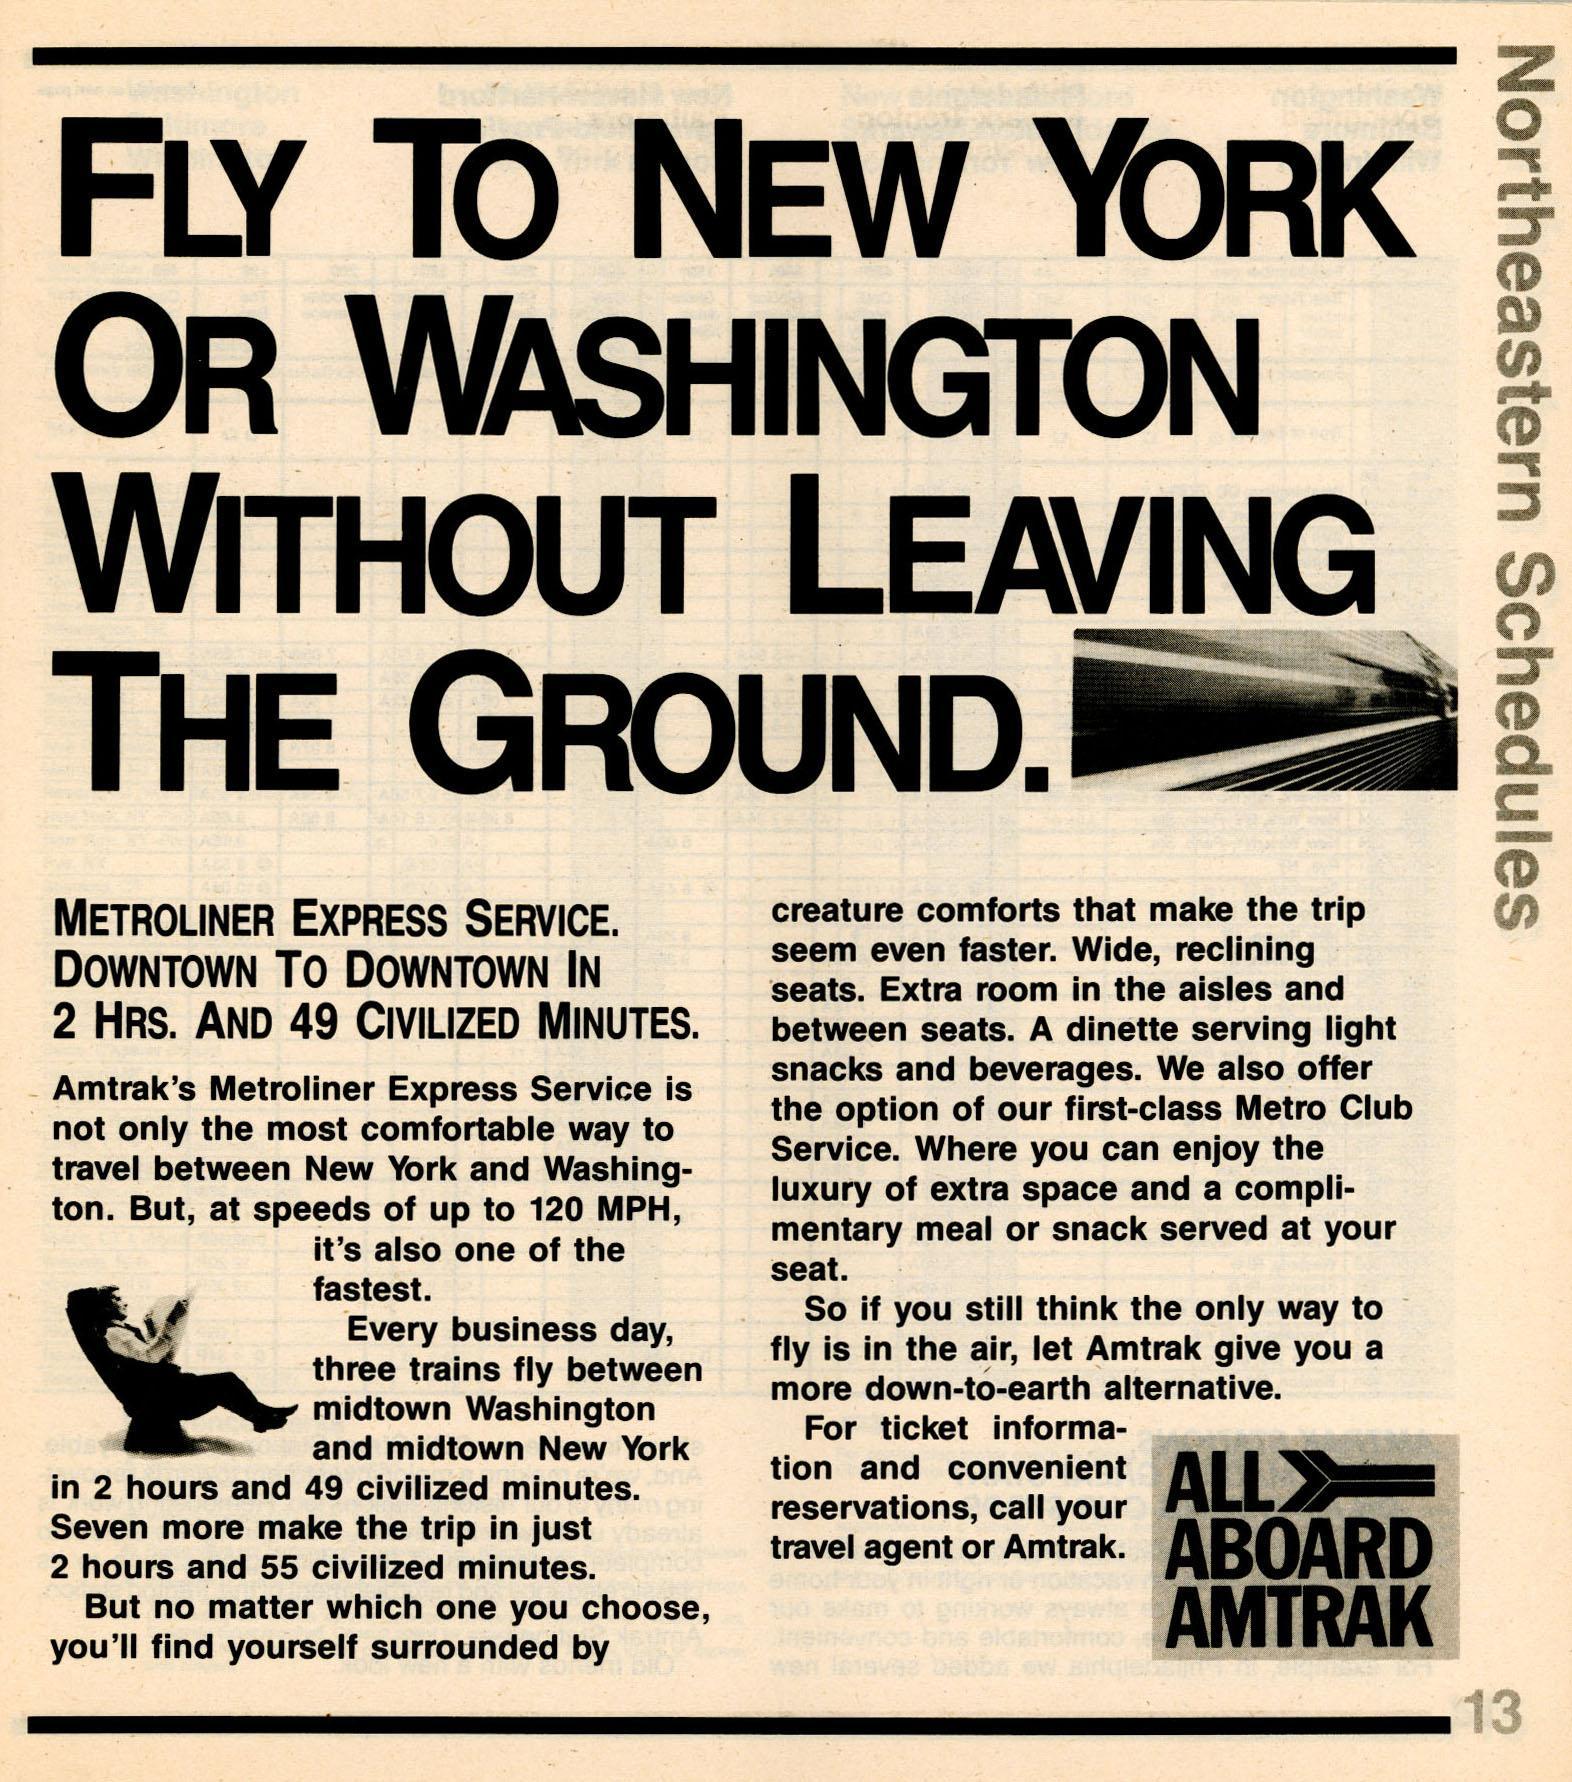 FLY TO NEW YORK
OR WASHINGTON
WITHOUT LEAVING
THE GROUND.
METROLINER EXPRESS SERVICE.
DOWNTOWN TO DOWNTOWN IN
2 HRS. AND 49 CIVILIZED MINUTES.
Amtrak's Metroliner Express Service is
not only the most comfortable way to
travel between New York and Washing-
ton. But, at speeds of up to 120 MPH,
it's also one of the
fastest.
Every business day,
three trains fly between
midtown Washington
and midtown New York
in 2 hours and 49 civilized minutes.
Seven more make the trip in just
2 hours and 55 civilized minutes.
But no matter which one you choose,
you'll find yourself surrounded by
creature comforts that make the trip
seem even faster. Wide, reclining
seats. Extra room in the aisles and
between seats. A dinette serving light
snacks and beverages. We also offer
the option of our first-class Metro Club
Service. Where you can enjoy the
luxury of extra space and a compli-
mentary meal or snack served at your
seat.
So if you still think the only way to
fly is in the air, let Amtrak give you a
more down-to-earth alternative.
For ticket informa-
tion and convenient
reservations, call your
travel agent or Amtrak.
ALL
ABOARD
AMTRAK
Northeastern Schedules
13